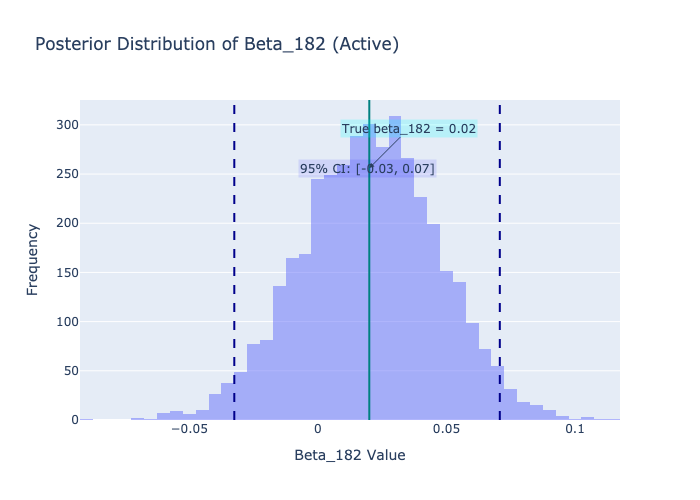 Posterior Distribution of Beta_182 (Active)
True beta_182 = 0.02
95% CI: [-0.03, 0.07]
Frequency
300
250
200
150
100
50
0
−0.05
0
0.05
0.1
Beta_182 Value